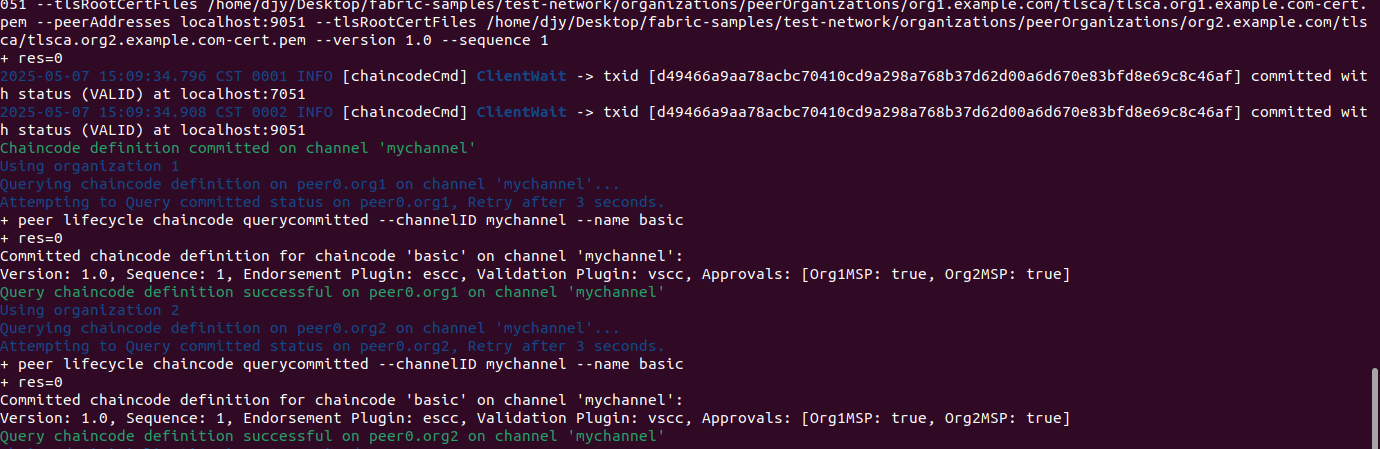 051 --tlsRootCertFiles /home/djy/Desktop/fabric-samples/test-network/organizations/peerOrganizations/org1.example.com/tlsca/tlsca.org1.example.com-cert.
pem --peerAddresses localhost:9051 --tlsRootCertFiles /home/djy/Desktop/fabric-samples/test-network/organizations/peerOrganizations/org2.example.com/tls
ca/tlsca.org2.example.com-cert.pem --version 1.0 --sequence 1
+ res=0
2025-05-07 15:09:34.796 CST 0001 INFO [chaincodeCmd] ClientWait -> txid [d49466a9aa78acbc70410cd9a298a768b37d62d00a6d670e83bfd8e69c8c46af] committed wit
h status (VALID) at localhost:7051
2025-05-07 15:09:34.908 CST 0002 INFO [chaincodeCmd] ClientWait -> txid [d49466a9aa78acbc70410cd9a298a768b37d62d00a6d670e83bfd8e69c8c46af] committed wit
h status (VALID) at localhost:9051
Chaincode definition committed on channel 'mychannel'
Using organization 1
Querying chaincode definition on peer0.org1 on channel 'mychannel'...
Attempting to Query committed status on peer0.org1, Retry after 3 seconds.
+ peer lifecycle chaincode querycommitted --channelID mychannel --name basic
+ res=0
Committed chaincode definition for chaincode 'basic' on channel 'mychannel':
Version: 1.0, Sequence: 1, Endorsement Plugin: escc, Validation Plugin: vscc, Approvals: [Org1MSP: true, Org2MSP: true]
Query chaincode definition successful on peer0.org1 on channel 'mychannel'
Using organization 2
Querying chaincode definition on peer0.org2 on channel 'mychannel'...
Attempting to Query committed status on peer0.org2, Retry after 3 seconds.
+ peer lifecycle chaincode querycommitted --channelID mychannel --name basic
+ res=0
Committed chaincode definition for chaincode 'basic' on channel 'mychannel':
Version: 1.0, Sequence: 1, Endorsement Plugin: escc, Validation Plugin: vscc, Approvals: [Org1MSP: true, Org2MSP: true]
Query chaincode definition successful on peer0.org2 on channel 'mychannel'